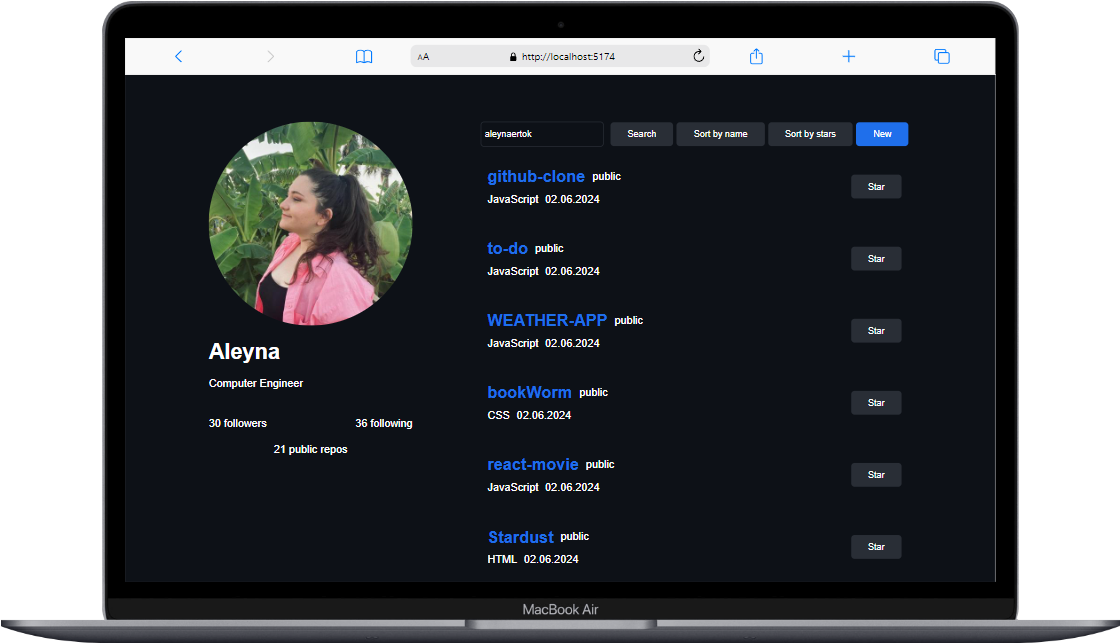 AA http://localhost:5174
aleynaertok Search Sort by name Sort by stars New
github-clone public
JavaScript 02.06.2024
Star
to-do public
JavaScript 02.06.2024
Star
WEATHER-APP public
JavaScript 02.06.2024
Star
bookWorm public
CSS 02.06.2024
Star
react-movie public
JavaScript 02.06.2024
Star
Stardust public
HTML 02.06.2024
Star
Aleyna
Computer Engineer
30 followers 36 following
21 public repos
MacBook Air